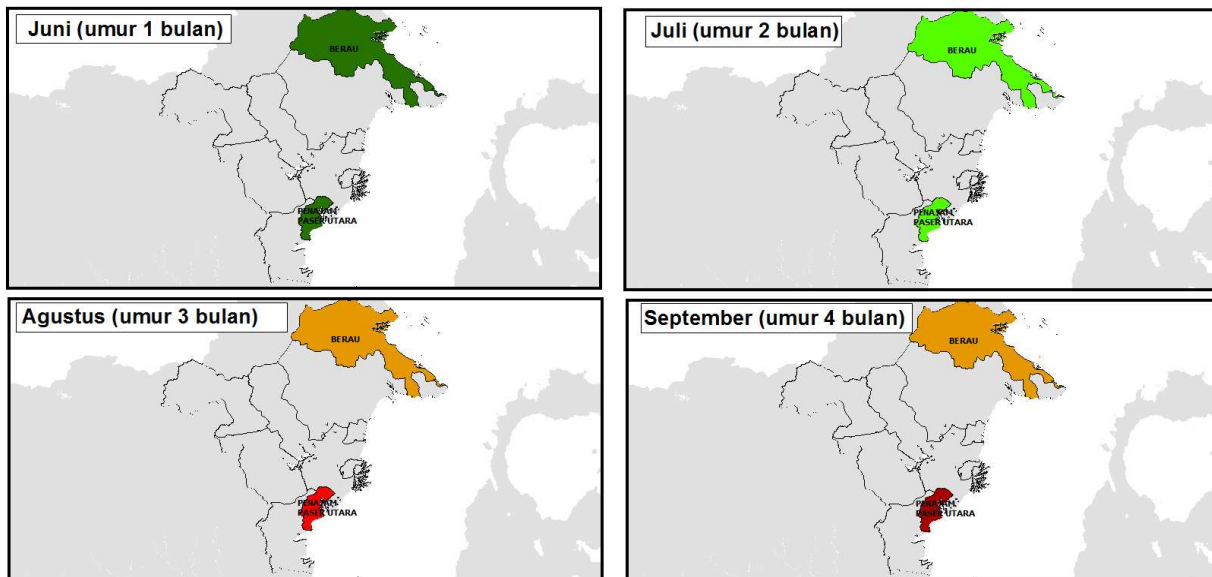 Juni (umur 1 bulan)
BERAU
PENAJAM
PASER UTARA
Juli (umur 2 bulan)
BERAU
PENAJAM
PASER UTARA
Agustus (umur 3 bulan)
BERAU
PENAJAM
PASER UTARA
September (umur 4 bulan)
BERAU
PENAJAM
PASER UTARA